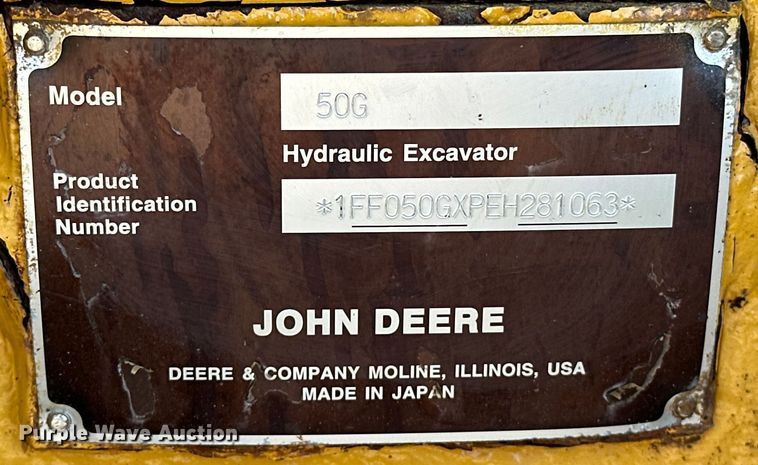 Model
50G
Hydraulic Excavator
Product
Identification
Number
*1FF050GXPEH281063*
JOHN DEERE
DEERE & COMPANY MOLINE, ILLINOIS, USA
MADE IN JAPAN
Purple Wave Auction